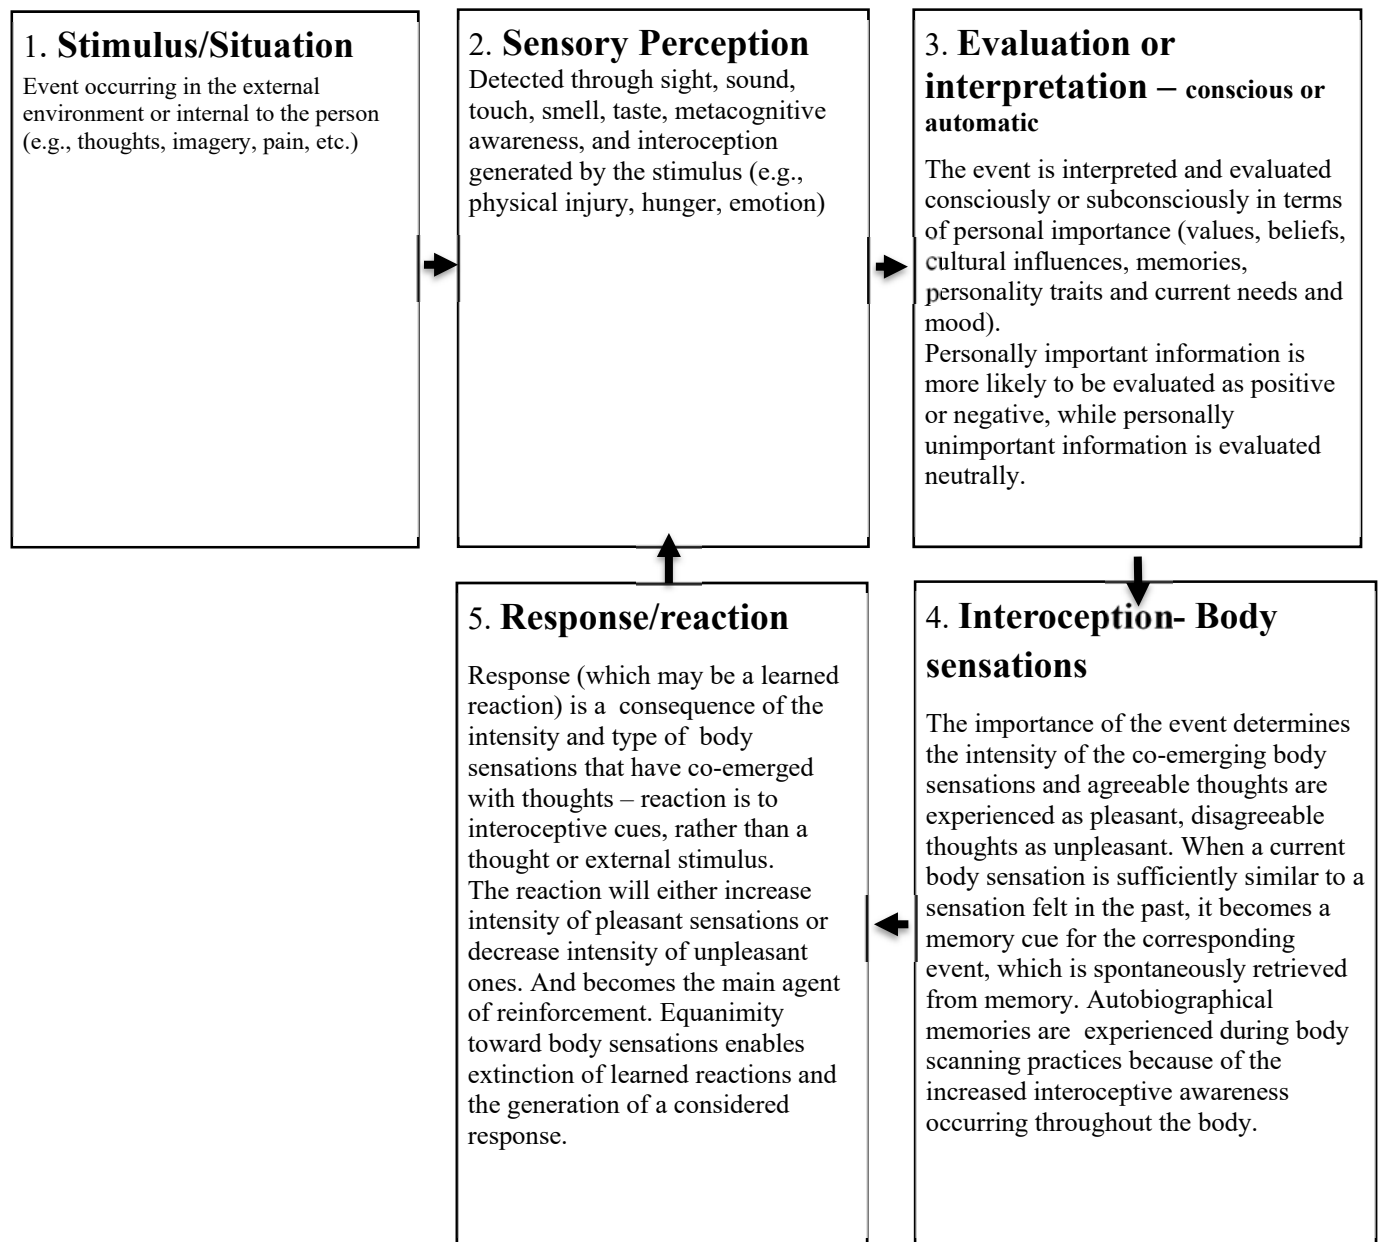 1. Stimulus/Situation
Event occurring in the external
environment or internal to the person
(e.g., thoughts, imagery, pain, etc.)
2. Sensory Perception
Detected through sight, sound,
touch, smell, taste, metacognitive
awareness, and interoception
generated by the stimulus (e.g.,
physical injury, hunger, emotion)
3. Evaluation or
interpretation – conscious or
automatic
The event is interpreted and evaluated
consciously or subconsciously in terms
of personal importance (values, beliefs,
cultural influences, memories,
personality traits and current needs and
mood).
Personally important information is
more likely to be evaluated as positive
or negative, while personally
unimportant information is evaluated
neutrally.
4. Interoception- Body
sensations
The importance of the event determines
the intensity of the co-emerging body
sensations and agreeable thoughts are
experienced as pleasant, disagreeable
thoughts as unpleasant. When a current
body sensation is sufficiently similar to a
sensation felt in the past, it becomes a
memory cue for the corresponding
event, which is spontaneously retrieved
from memory. Autobiographical
memories are  experienced during body
scanning practices because of the
increased interoceptive awareness
occurring throughout the body.
5. Response/reaction
Response (which may be a learned
reaction) is a  consequence of the
intensity and type of  body
sensations that have co-emerged
with thoughts – reaction is to
interoceptive cues, rather than a
thought or external stimulus.
The reaction will either increase
intensity of pleasant sensations or
decrease intensity of unpleasant
ones. And becomes the main agent
of reinforcement. Equanimity
toward body sensations enables
extinction of learned reactions and
the generation of a considered
response.